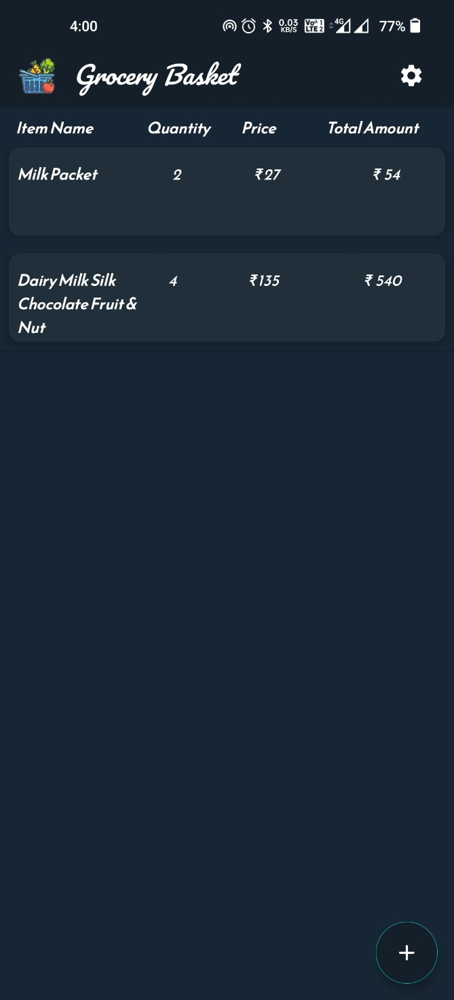 4:00 0.03 KB/S Vo)) 1 LTE 2 4G 77%
Grocery Basket
Item Name Quantity Price Total Amount
Milk Packet 2 ₹27 ₹ 54
Dairy Milk Silk 4 ₹135 ₹ 540
Chocolate Fruit &
Nut
+